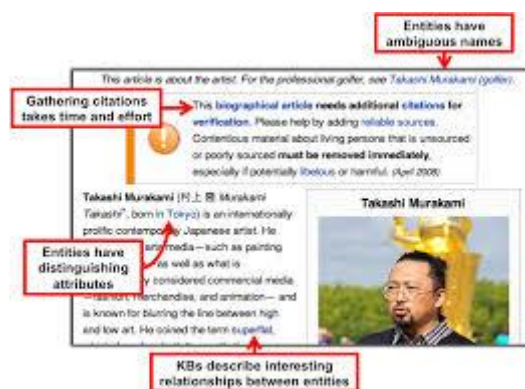 Entities have
ambiguous names
This article is about the artist. For the professional golfer, see Takashi Murakami (golfer).
Gathering citations
takes time and effort
This biographical article needs additional citations for
verification. Please help by adding reliable sources.
Contentious material about living persons that is unsourced
or poorly sourced must be removed immediately,
especially if potentially libelous or harmful. (April 2008)
Takashi Murakami (村上 隆 Murakami
Takashi, born in Tokyo) is an internationally
prolific contemporary Japanese artist. He
media—such as painting
as well as what is
considered commercial media
—fashion, merchandise, and animation— and
is known for blurring the line between high
and low art. He coined the term superflat,
Takashi Murakami
Entities have
distinguishing
attributes
KBs describe interesting
relationships between entities